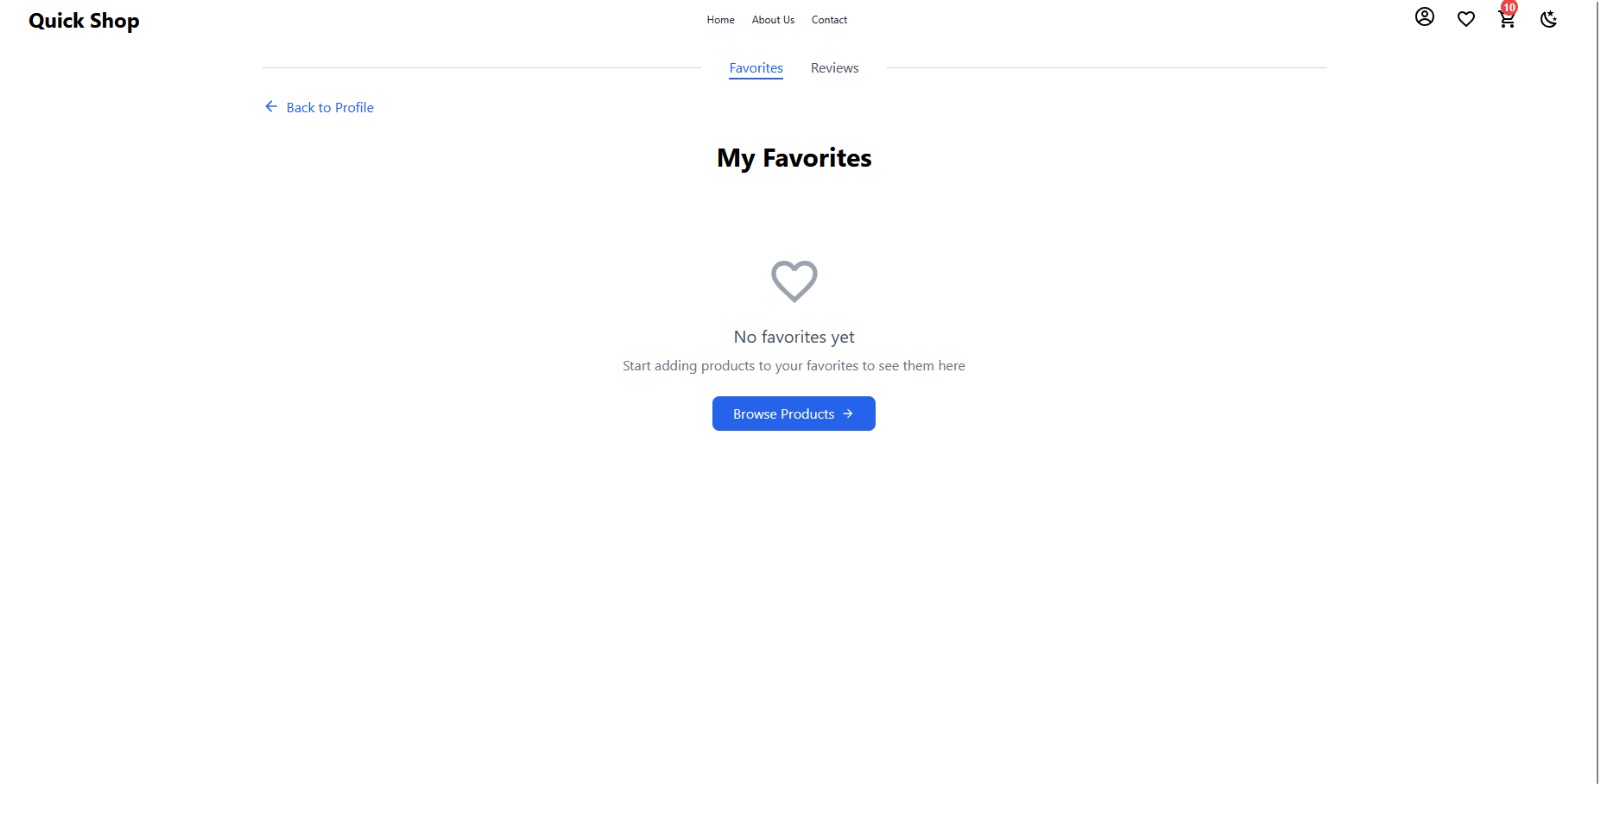 Quick Shop
Home About Us Contact
10
Favorites Reviews
Back to Profile
My Favorites
No favorites yet
Start adding products to your favorites to see them here
Browse Products